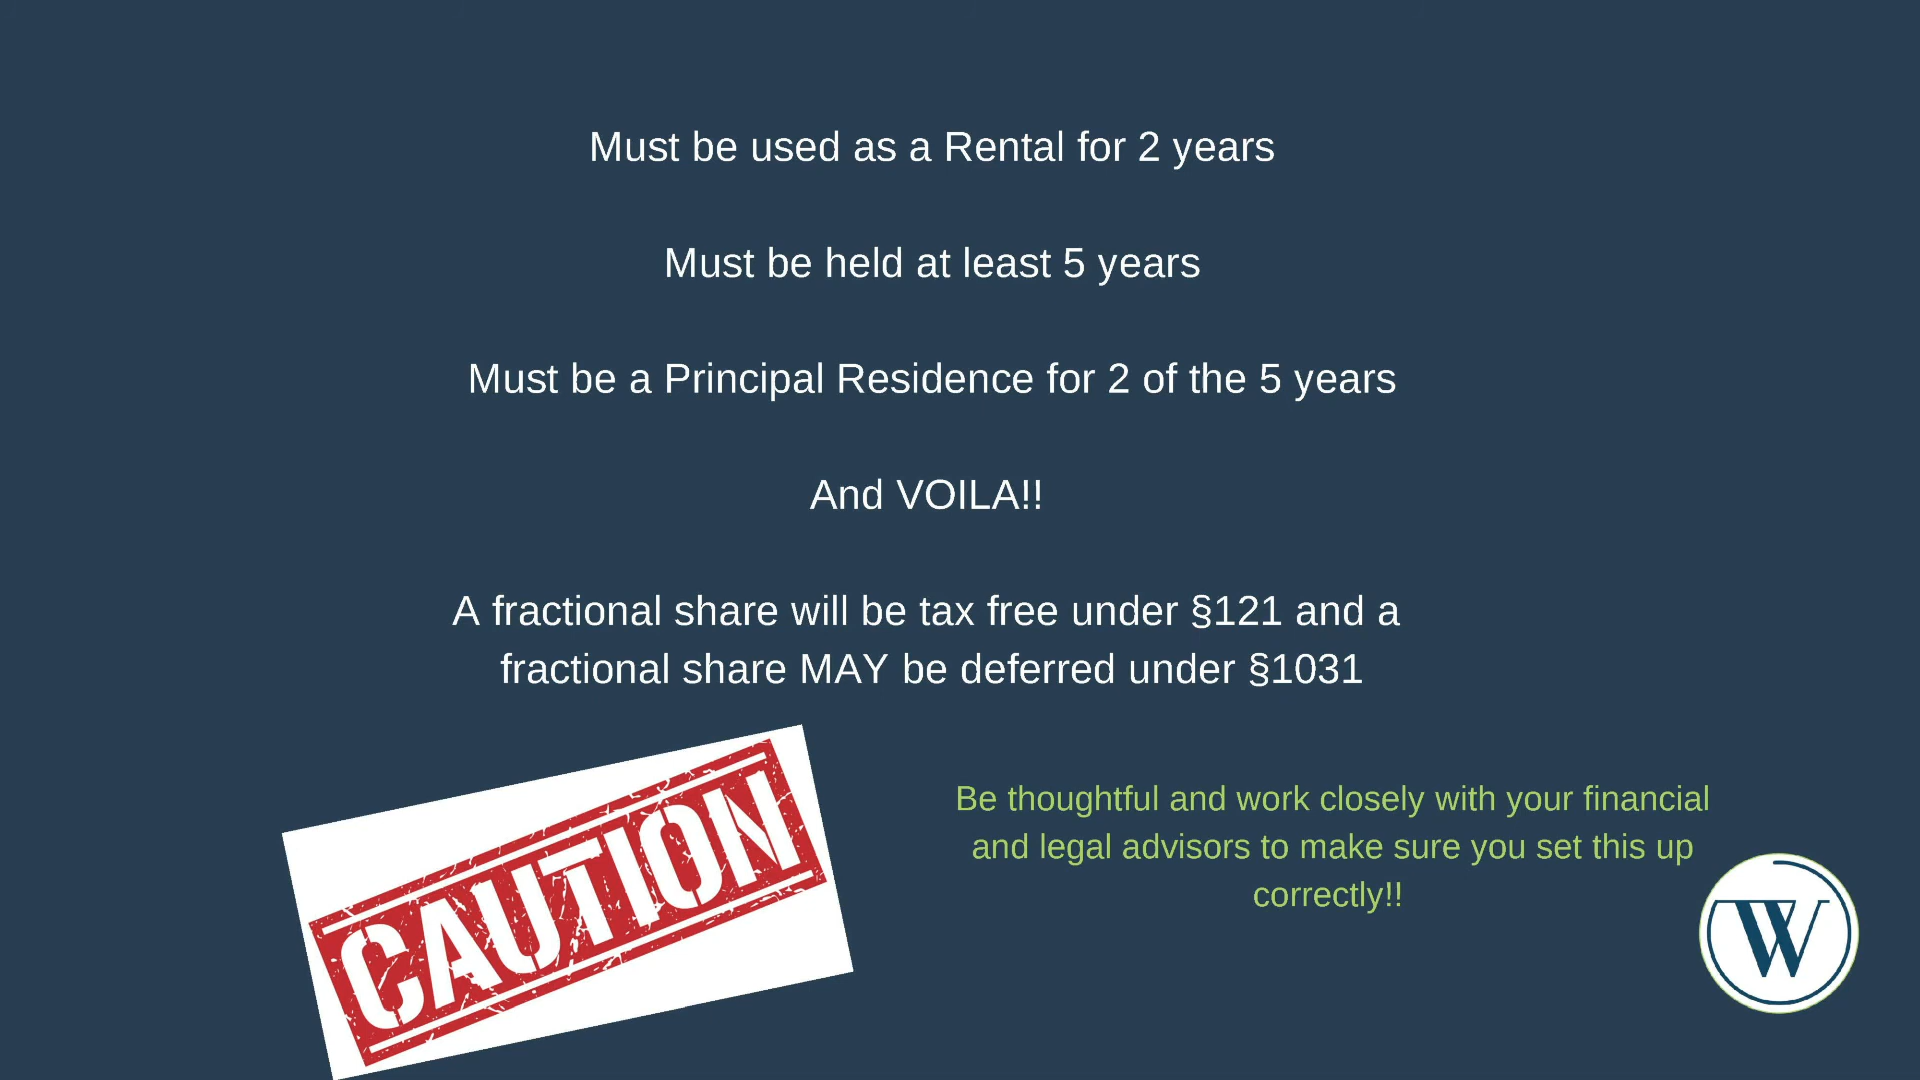 Must be used as a Rental for 2 years
Must be held at least 5 years
Must be a Principal Residence for 2 of the 5 years
And VOILA!!
A fractional share will be tax free under §121 and a
fractional share MAY be deferred under §1031
CAUTION
Be thoughtful and work closely with your financial
and legal advisors to make sure you set this up
correctly!!
W